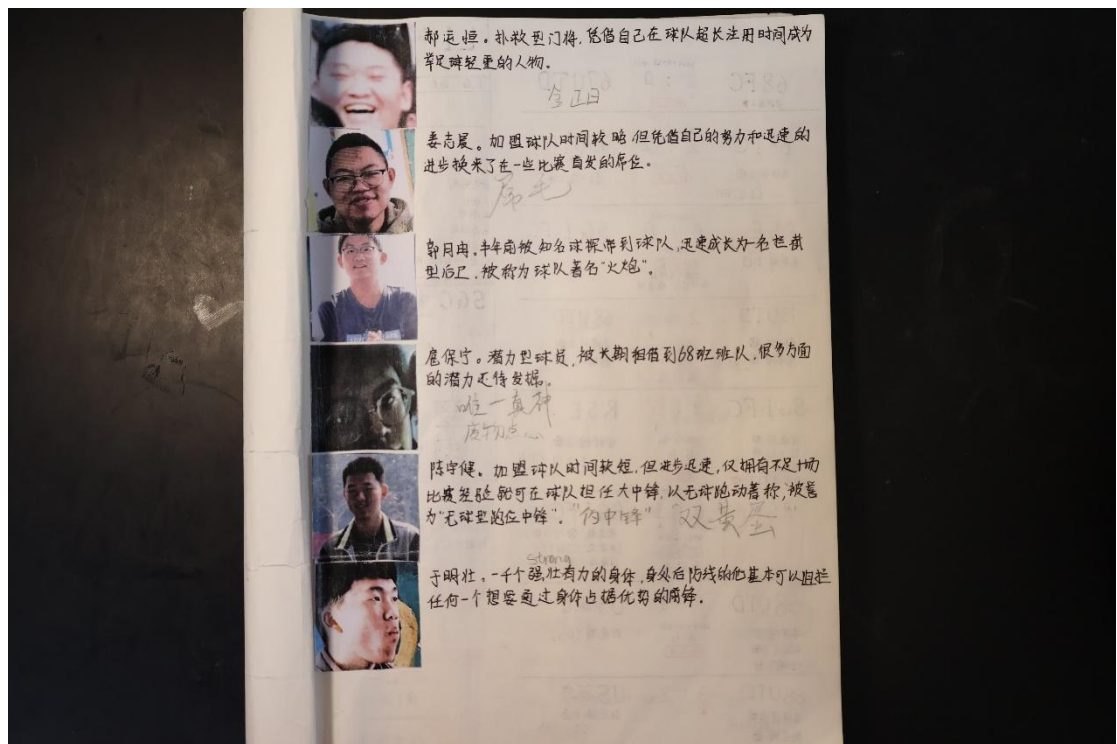 郝运恒。扑救型门将,凭借自己在球队超长注册时间成为
举足轻重的人物。
金正日
姜志晨。加盟球队时间较晚,但凭借自己的努力和迅速的
进步换来了在一些比赛首发的席位。
屌毛
郭月冉,半年前被知名球探带到球队,迅速成长为一名拦截
型后卫,被称为球队著名“火炮”。
扈保宁。潜力型球员,被长期租借到68班班队,很多方面
的潜力还待发掘。
唯一真神
废物点心
陈宇健。加盟球队时间较短,但进步迅速,仅拥有不足十场
比赛经验就可在球队担任大中锋,以无球跑动著称,被誉
为“无球型跑位中锋”。“伪中锋” “双黄蛋”
strong
于明壮。一个强壮有力的身体,身处后防线的他基本可以阻拦
任何一个想要通过身体占据优势的前锋。